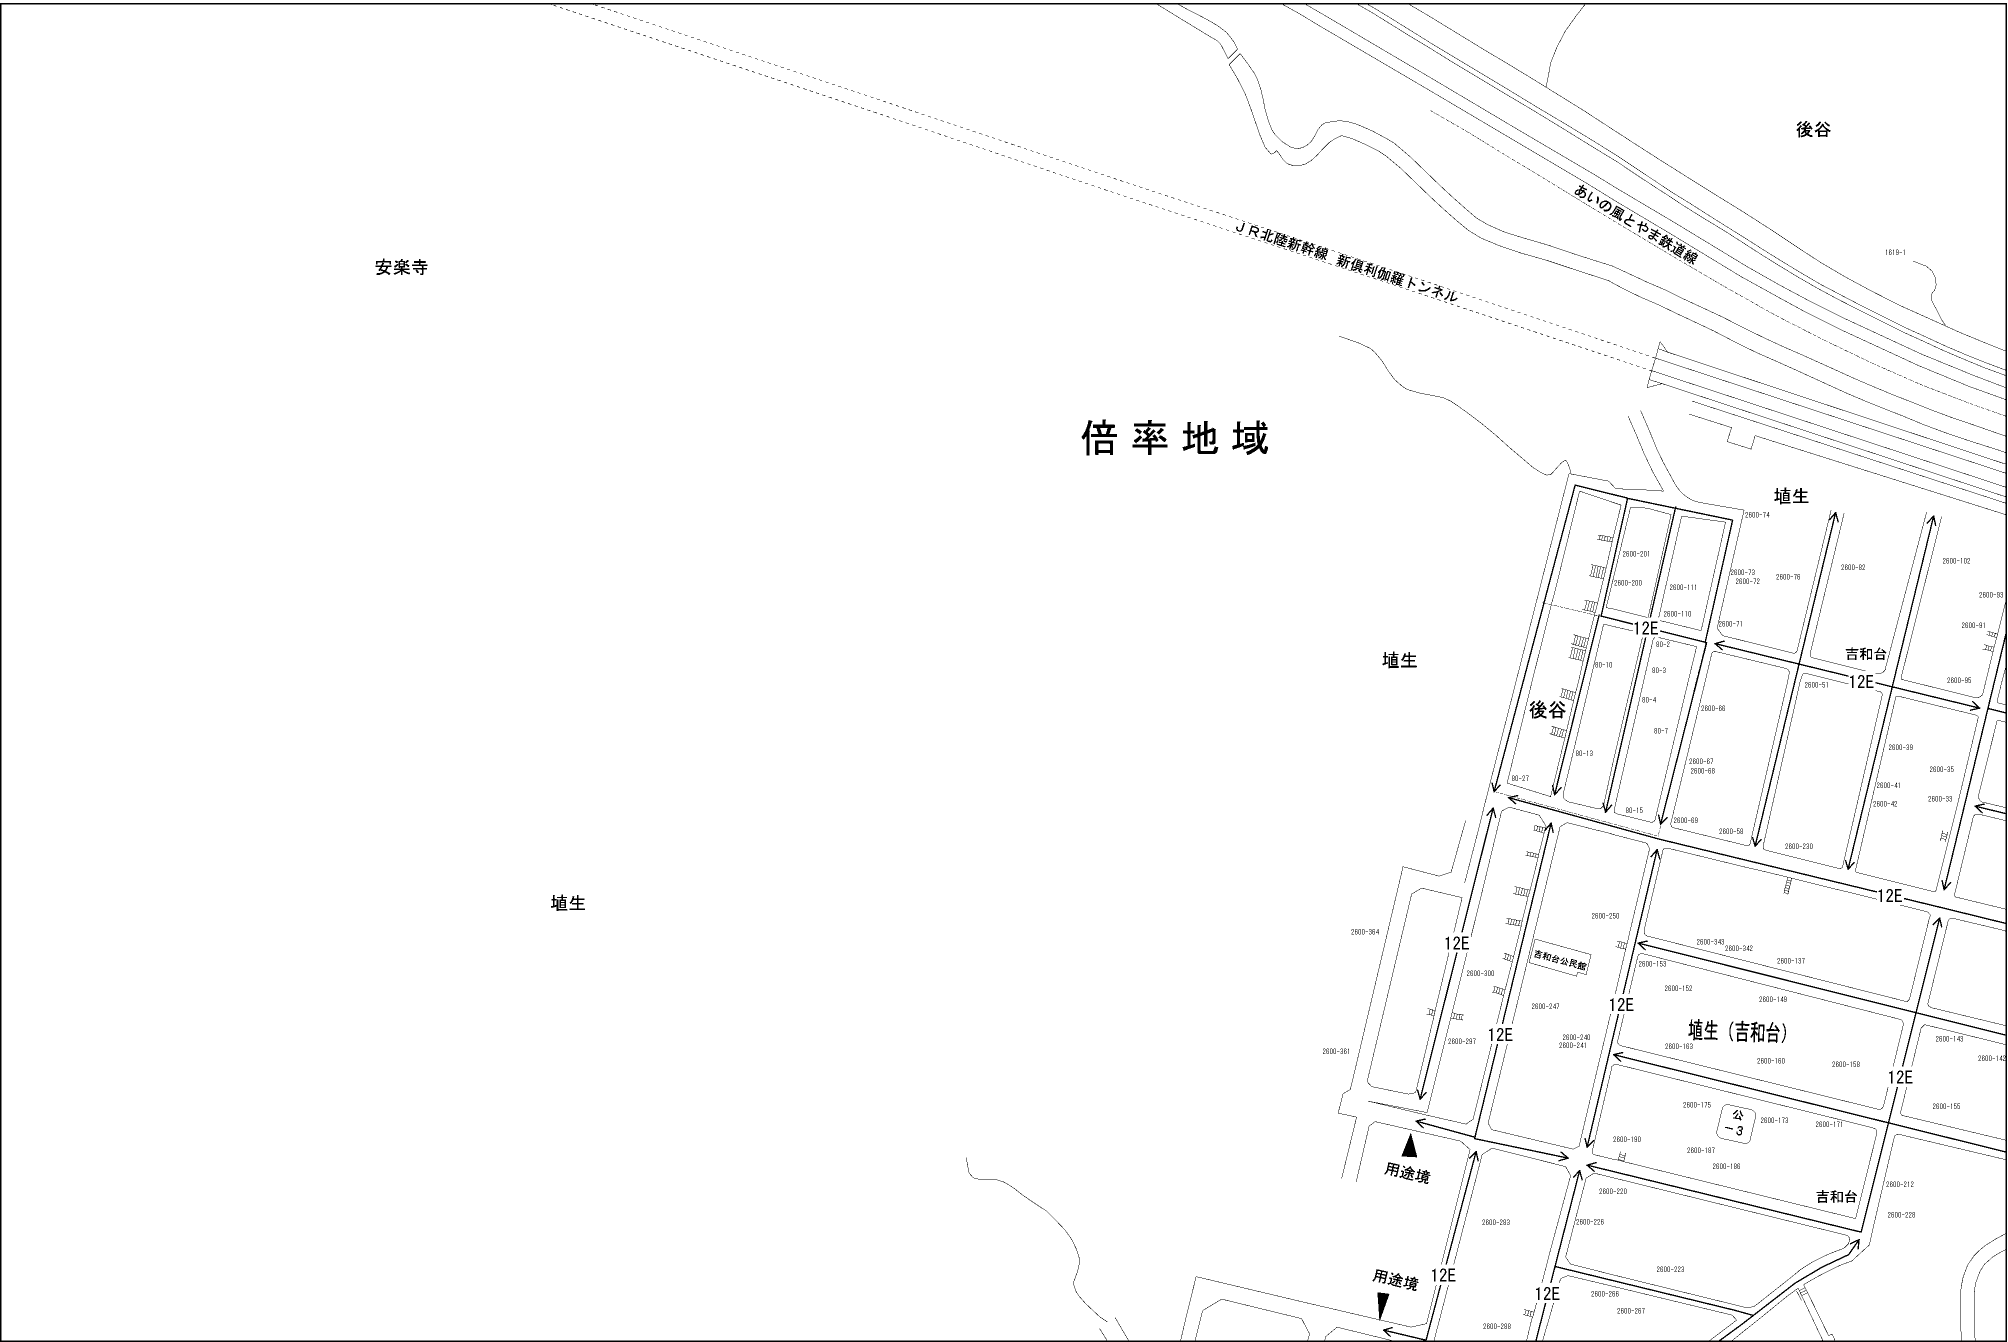 後谷
あいの風とやま鉄道線
ＪＲ北陸新幹線 新倶利伽羅トンネル
1619-1
安楽寺
倍率地域
埴生
2600-74
2600-201
2600-200
2600-111
2600-110
2600-73
2600-72
2600-76
2600-82
2600-102
2600-93
2600-91
2600-71
12E
80-2
80-10
80-3
80-4
80-7
80-13
80-27
80-15
埴生
後谷
吉和台
12E
2600-51
2600-95
2600-66
2600-67
2600-68
2600-69
2600-58
2600-39
2600-35
2600-41
2600-42
2600-33
2600-230
12E
埴生
2600-364
12E
2600-300
2600-250
吉和台公民館
2600-343
2600-342
2600-137
2600-153
2600-152
2600-149
2600-247
12E
12E
2600-297
2600-240
2600-241
2600-361
埴生（吉和台）
2600-163
2600-160
2600-158
2600-143
2600-142
12E
2600-155
2600-175
公
－3
2600-173
2600-171
2600-190
2600-187
2600-186
用途境
吉和台
2600-220
2600-212
2600-228
2600-283
2600-226
2600-223
用途境
12E
12E
2600-266
2600-267
2600-288